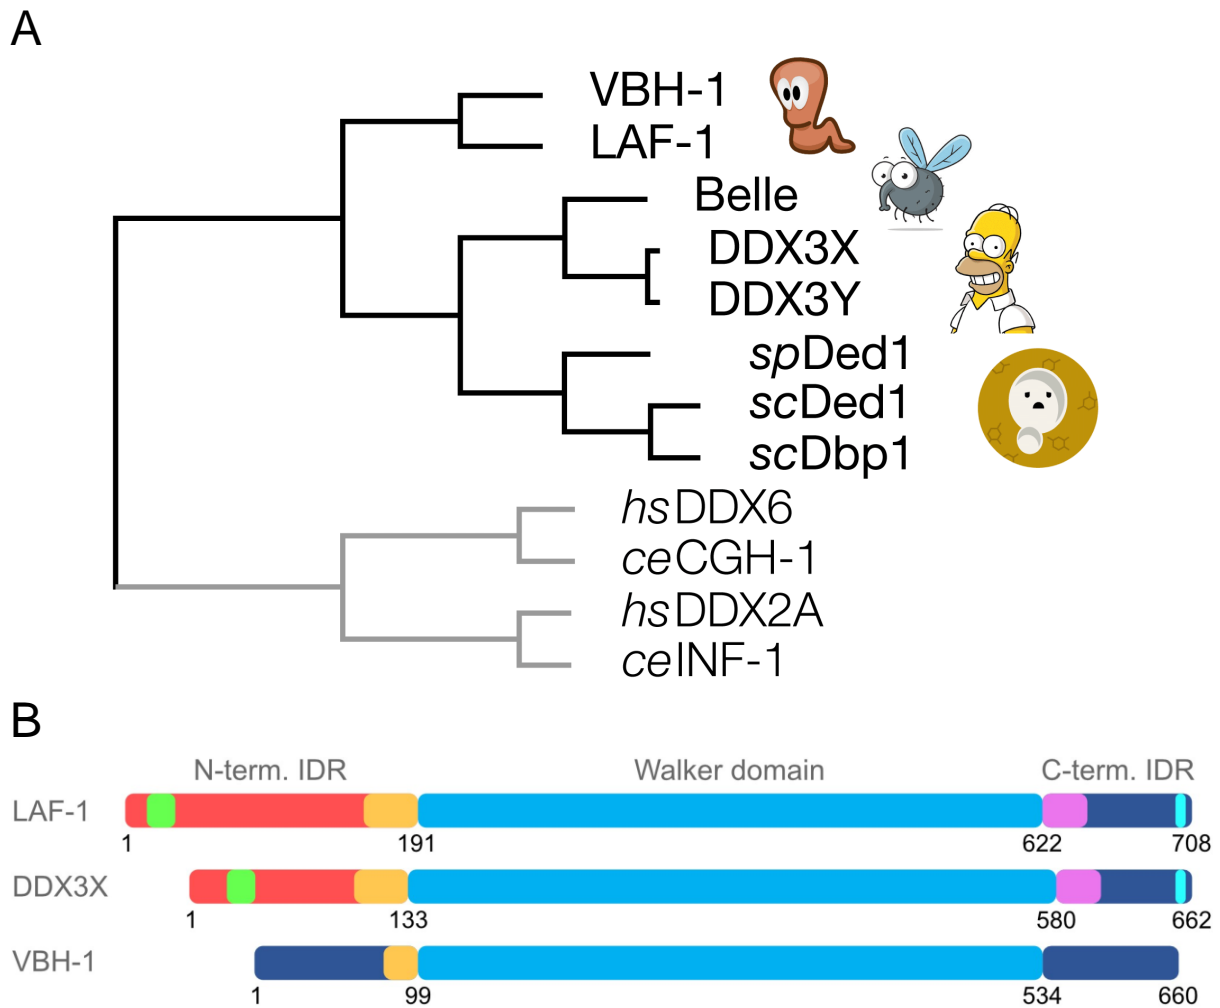 A
VBH-1
LAF-1
Belle
DDX3X
DDX3Y
spDed1
scDed1
scDbp1
hsDDX6
ceCGH-1
hsDDX2A
ceINF-1
B
N-term. IDR Walker domain C-term. IDR
LAF-1
1 191 622 708
DDX3X
1 133 580 662
VBH-1
1 99 534 660